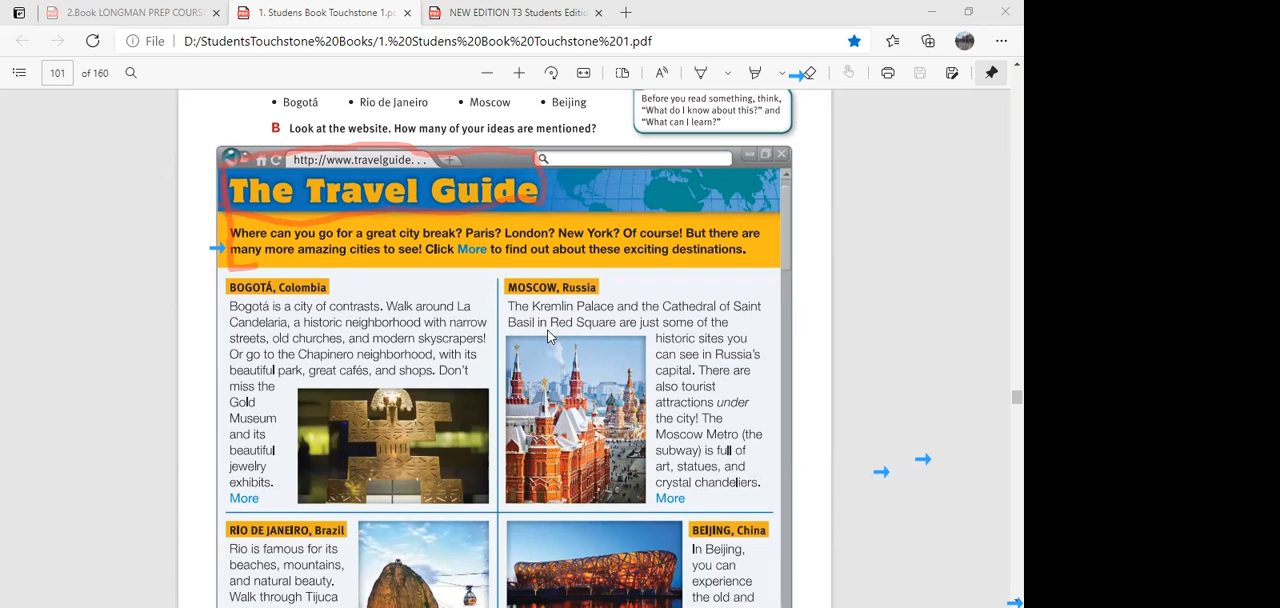 2.Book LONGMAN PREP COURS
1. Studens Book Touchstone 1.pd
NEW EDITION T3 Students Editi
File
D:/StudentsTouchstone%20Books/1.%20Studens%20Book%20Touchstone%201.pdf
101 of 160
• Bogotá • Rio de Janeiro • Moscow • Beijing
B Look at the website. How many of your ideas are mentioned?
Before you read something, think,
“What do I know about this?” and
“What can I learn?”
http://www.travelguide. . .
The Travel Guide
Where can you go for a great city break? Paris? London? New York? Of course! But there are
many more amazing cities to see! Click More to find out about these exciting destinations.
BOGOTÁ, Colombia
Bogotá is a city of contrasts. Walk around La
Candelaria, a historic neighborhood with narrow
streets, old churches, and modern skyscrapers!
Or go to the Chapinero neighborhood, with its
beautiful park, great cafés, and shops. Don’t
miss the
Gold
Museum
and its
beautiful
jewelry
exhibits.
More
MOSCOW, Russia
The Kremlin Palace and the Cathedral of Saint
Basil in Red Square are just some of the
historic sites you
can see in Russia’s
capital. There are
also tourist
attractions under
the city! The
Moscow Metro (the
subway) is full of
art, statues, and
crystal chandeliers.
More
RIO DE JANEIRO, Brazil
Rio is famous for its
beaches, mountains,
and natural beauty.
Walk through Tijuca
BEIJING, China
In Beijing,
you can
experience
the old and